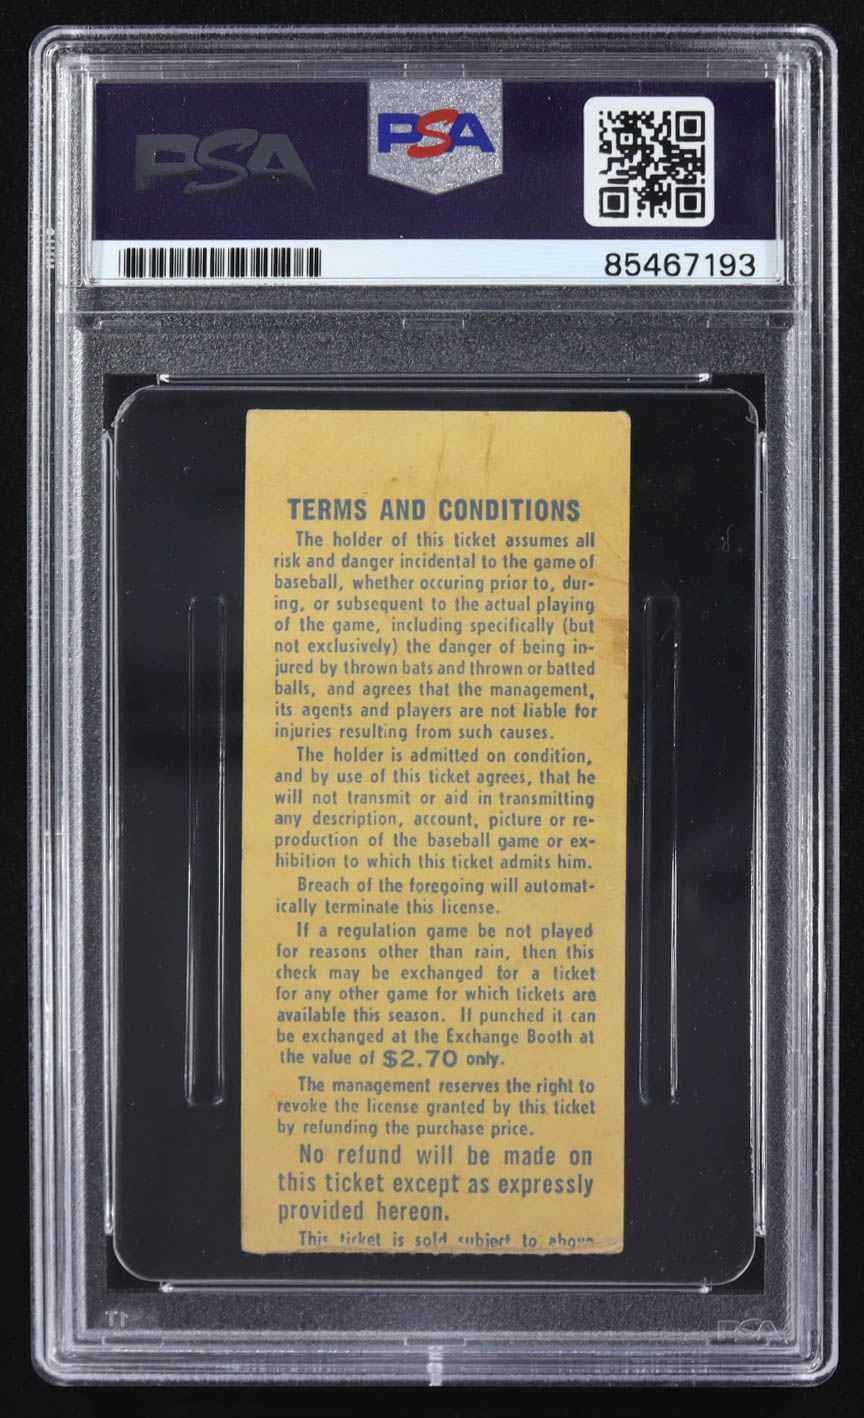 PSA
PSA
85467193
TERMS AND CONDITIONS
The holder of this ticket assumes all
risk and danger incidental to the game of
baseball, whether occuring prior to, dur-
ing, or subsequent to the actual playing
of the game, including specifically (but
not exclusively) the danger of being in-
jured by thrown bats and thrown or batted
balls, and agrees that the management,
its agents and players are not liable for
injuries resulting from such causes.
The holder is admitted on condition,
and by use of this ticket agrees, that he
will not transmit or aid in transmitting
any description, account, picture or re-
production of the baseball game or ex-
hibition to which this ticket admits him.
Breach of the foregoing will automat-
ically terminate this license.
If a regulation game be not played
for reasons other than rain, then this
check may be exchanged for a ticket
for any other game for which tickets are
available this season. If punched it can
be exchanged at the Exchange Booth at
the value of $2.70 only.
The management reserves the right to
revoke the license granted by this ticket
by refunding the purchase price.
No refund will be made on
this ticket except as expressly
provided hereon.
This ticket is sold subject to above
PSA